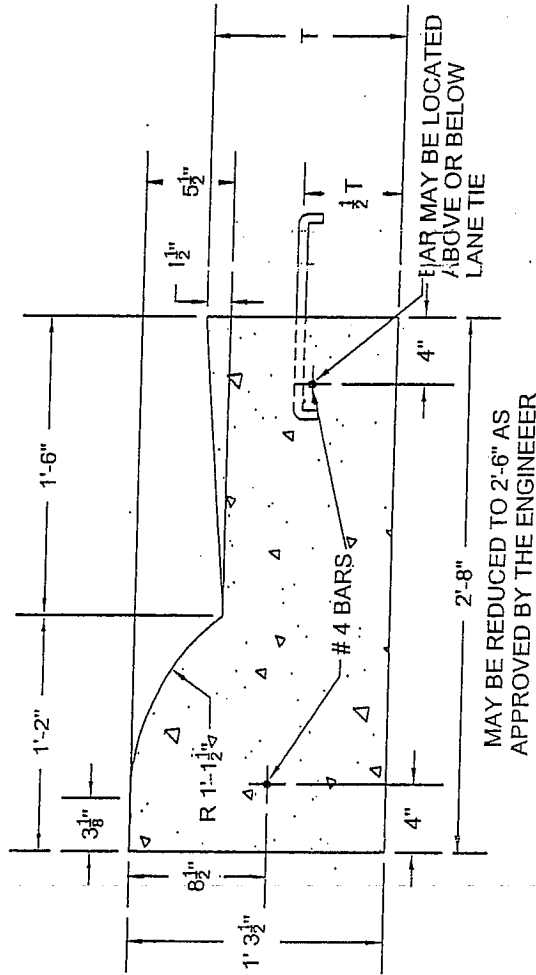 1'-2"
1'-6"
3⅛"
1½"
5½"
T
8½"
1' 3½"
R 1'-1½"
# 4 BARS
½ T
4"
4"
BAR MAY BE LOCATED
ABOVE OR BELOW
LANE TIE
2'-8"
MAY BE REDUCED TO 2'-6" AS
APPROVED BY THE ENGINEEER